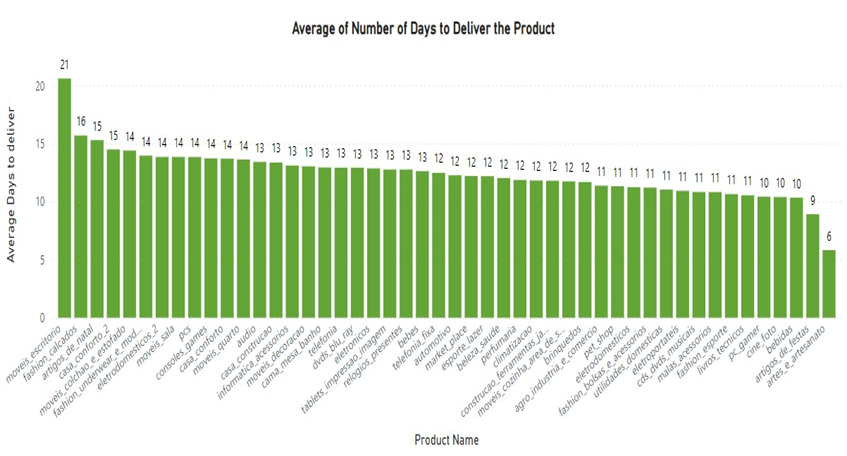 Average of Number of Days to Deliver the Product
Average Days to deliver
20
15
10
5
0
21 16 15 15 14 14 14 14 14 14 14 14 13 13 13 13 13 13 13 13 13 13 13 12 12 12 12 12 12 12 12 12 12 11 11 11 11 11 11 11 11 11 11 10 10 10 9 6
moveis_escritorio
fashion_calcados
artigos_de_natal
casa_conforto_2
moveis_colchao_e_estofado
fashion_underwear_e_mod...
eletrodomesticos_2
moveis_sala
pcs
consoles_games
casa_conforto
moveis_quarto
audio
casa_construcao
informatica_acessorios
moveis_decoracao
cama_mesa_banho
telefonia
dvds_blu_ray
eletronicos
tablets_impressao_imagem
relogios_presentes
bebes
telefonia_fixa
automotivo
market_place
esporte_lazer
beleza_saude
perfumaria
climatizacao
construcao_ferramentas_ja...
moveis_cozinha_area_de_s...
brinquedos
agro_industria_e_comercio
pet_shop
eletrodomesticos
fashion_bolsas_e_acessorios
utilidades_domesticas
eletroportateis
cds_dvds_musicais
malas_acessorios
fashion_esporte
livros_tecnicos
pc_gamer
cine_foto
bebidas
artigos_de_festas
artes_e_artesanato
Product Name